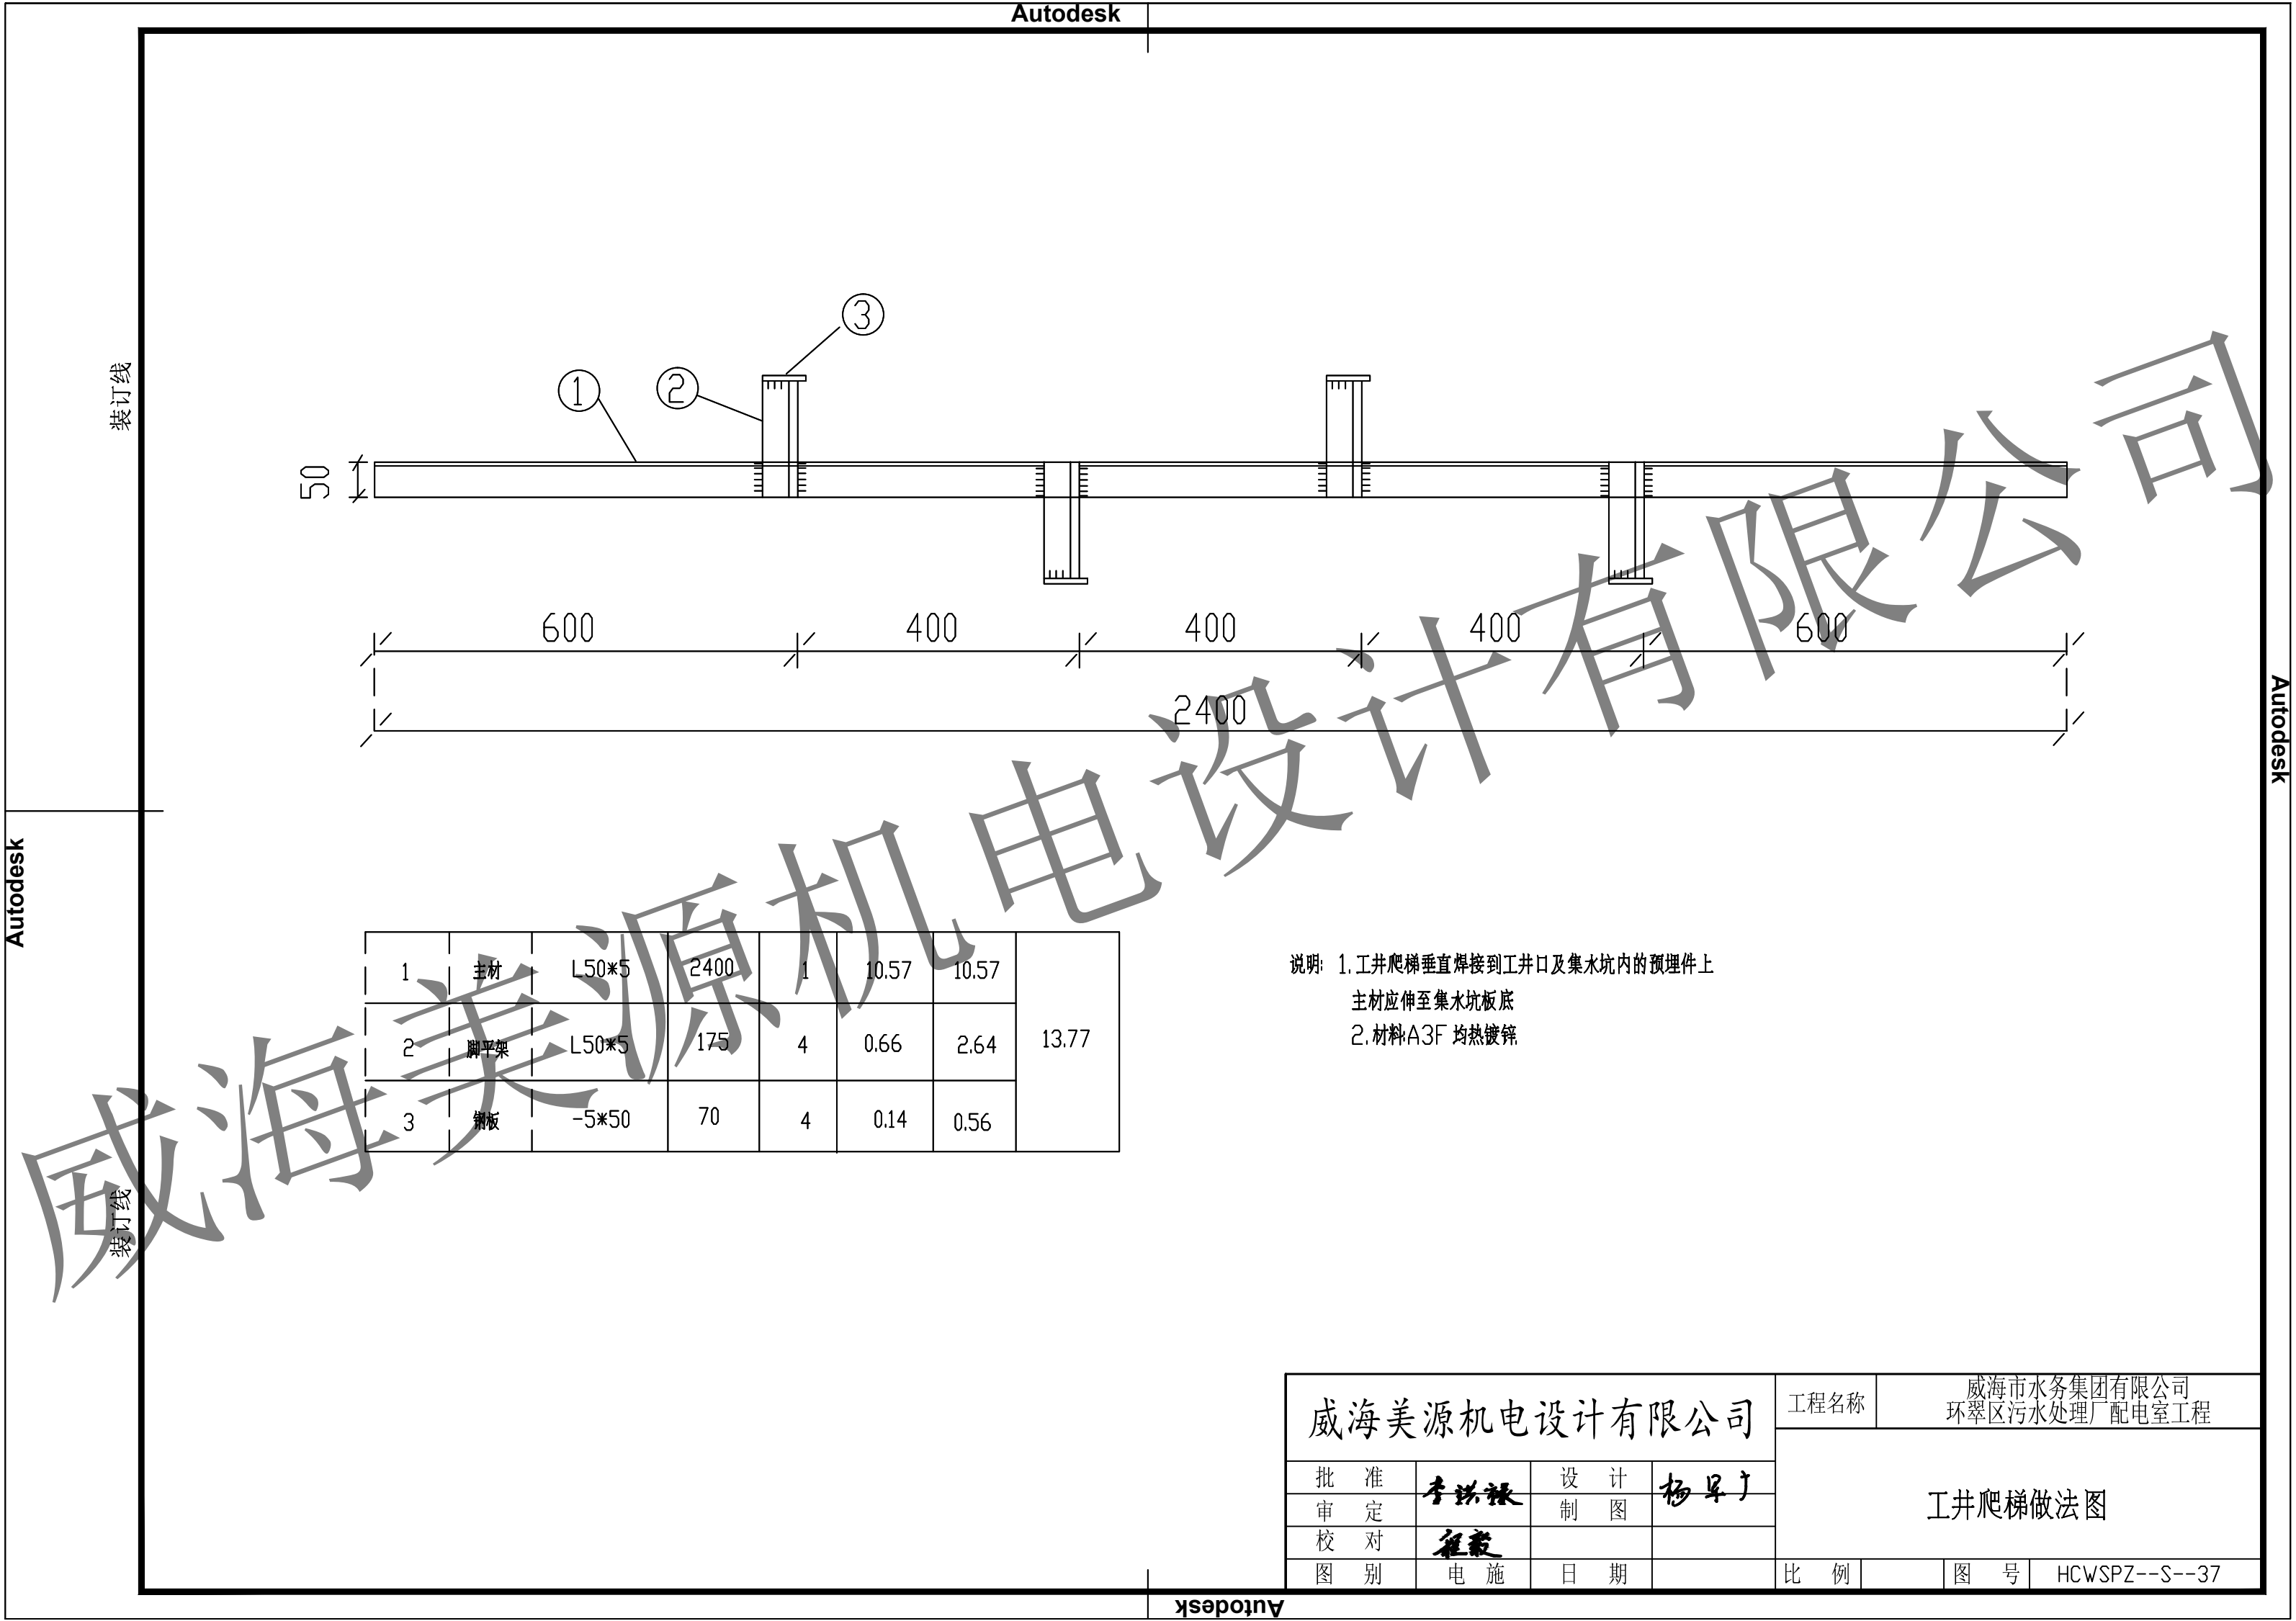 Autodesk
装订线
3
1
2
50
600 400 400 400 600
2400
Autodesk
Autodesk
威海美源机电设计有限公司
1 主材 L50*5 2400 1 10.57 10.57
2 脚平架 L50*5 175 4 0.66 2.64 13.77
3 钢板 -5*50 70 4 0.14 0.56
说明: 1.工井爬梯垂直焊接到工井口及集水坑内的预埋件上
主材应伸至集水坑板底
2.材料A3F 均热镀锌
装订线
威海美源机电设计有限公司
工程名称
威海市水务集团有限公司
环翠区污水处理厂配电室工程
批 准 设 计
审 定 制 图
校 对
图 别 电 施 日 期
工井爬梯做法图
比 例 图 号 HCWSPZ--S--37
Autodesk